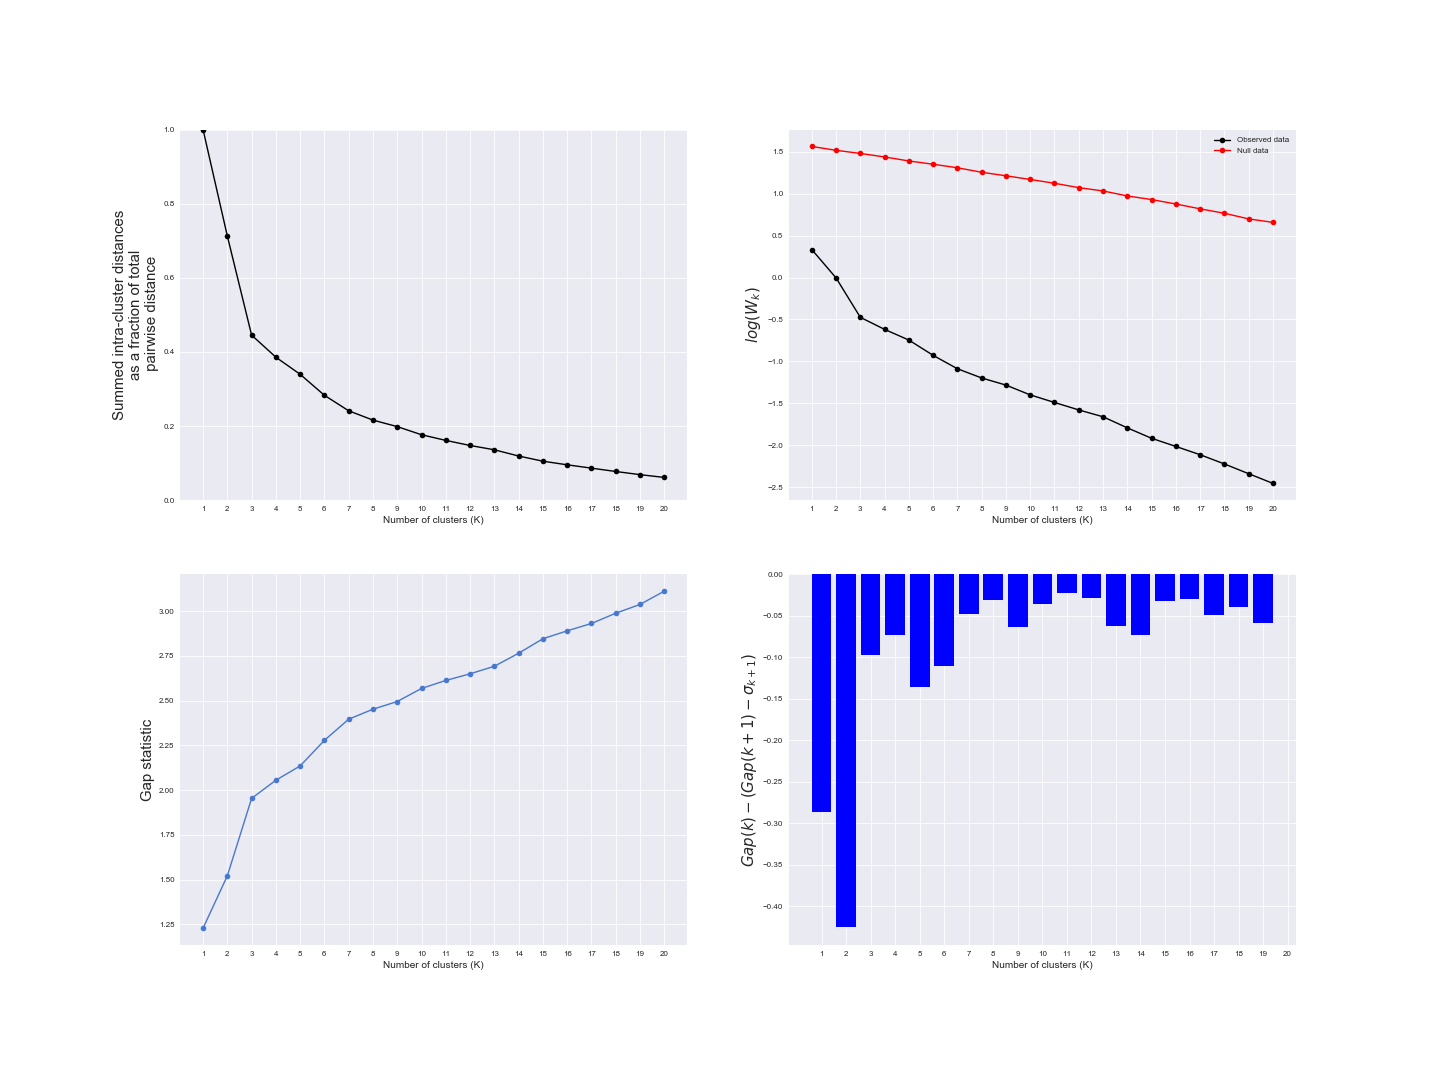 1.0
0.8
0.6
0.4
0.2
0.0
Summed intra-cluster distances
as a fraction of total
pairwise distance
1 2 3 4 5 6 7 8 9 10 11 12 13 14 15 16 17 18 19 20
Number of clusters (K)
Observed data
Null data
1.5
1.0
0.5
0.0
−0.5
−1.0
−1.5
−2.0
−2.5
log(W_k)
1 2 3 4 5 6 7 8 9 10 11 12 13 14 15 16 17 18 19 20
Number of clusters (K)
3.00
2.75
2.50
2.25
2.00
1.75
1.50
1.25
Gap statistic
1 2 3 4 5 6 7 8 9 10 11 12 13 14 15 16 17 18 19 20
Number of clusters (K)
0.00
−0.05
−0.10
−0.15
−0.20
−0.25
−0.30
−0.35
−0.40
Gap(k) − (Gap(k + 1) − σ_{k+1})
1 2 3 4 5 6 7 8 9 10 11 12 13 14 15 16 17 18 19 20
Number of clusters (K)